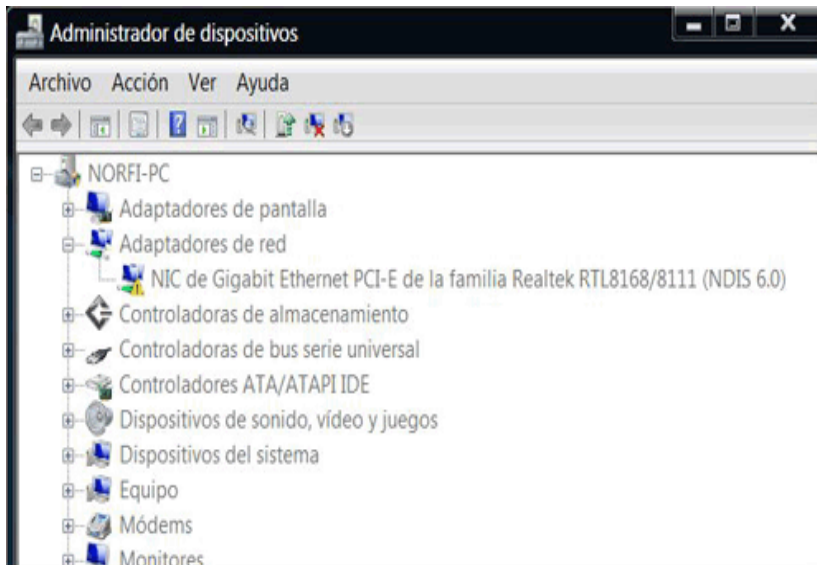 Administrador de dispositivos
Archivo Acción Ver Ayuda
NORFI-PC
Adaptadores de pantalla
Adaptadores de red
NIC de Gigabit Ethernet PCI-E de la familia Realtek RTL8168/8111 (NDIS 6.0)
Controladoras de almacenamiento
Controladoras de bus serie universal
Controladores ATA/ATAPI IDE
Dispositivos de sonido, vídeo y juegos
Dispositivos del sistema
Equipo
Módems
Monitores